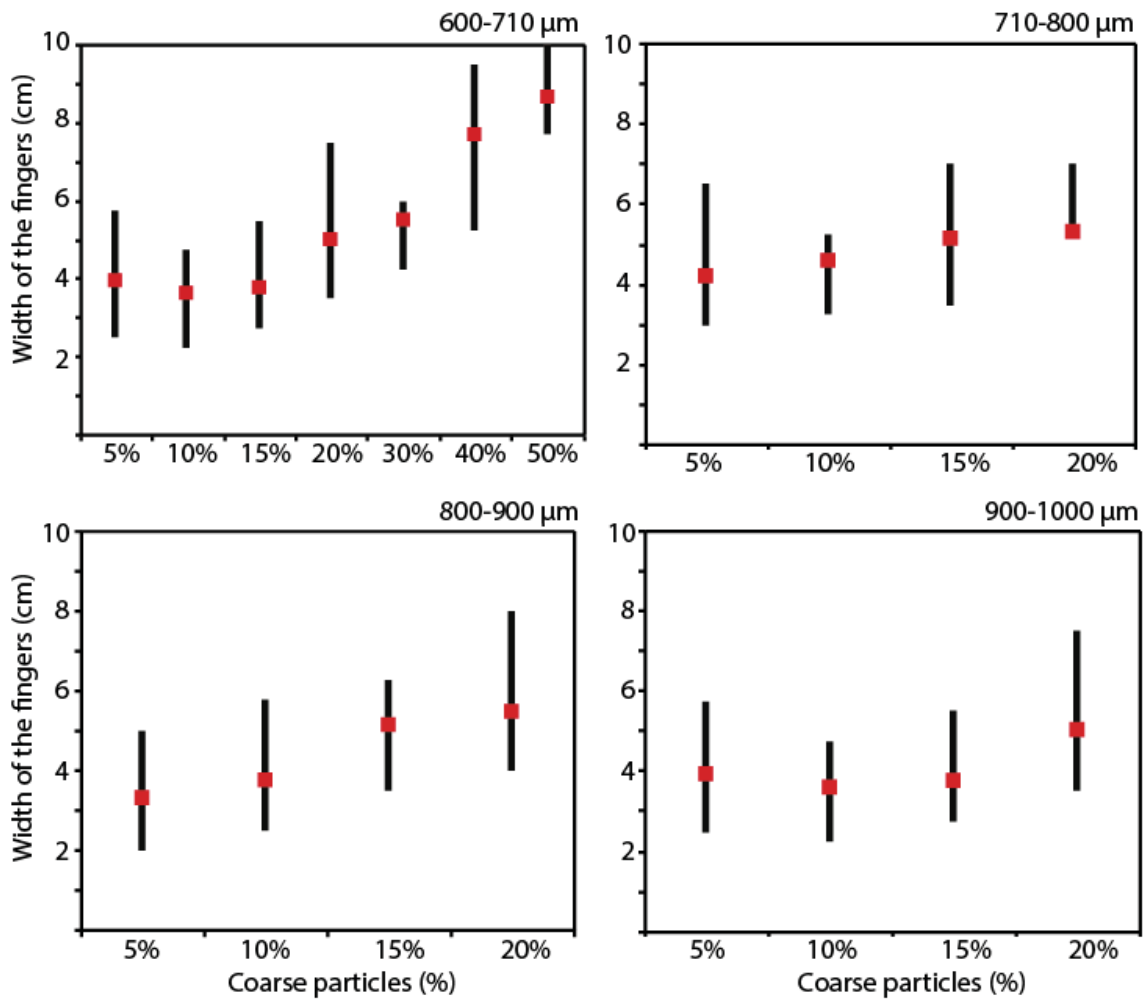 600-710 µm
10
8
6
4
2
Width of the fingers (cm)
5% 10% 15% 20% 30% 40% 50%
710-800 µm
10
8
6
4
2
5% 10% 15% 20%
800-900 µm
10
8
6
4
2
Width of the fingers (cm)
5% 10% 15% 20%
Coarse particles (%)
900-1000 µm
10
8
6
4
2
5% 10% 15% 20%
Coarse particles (%)